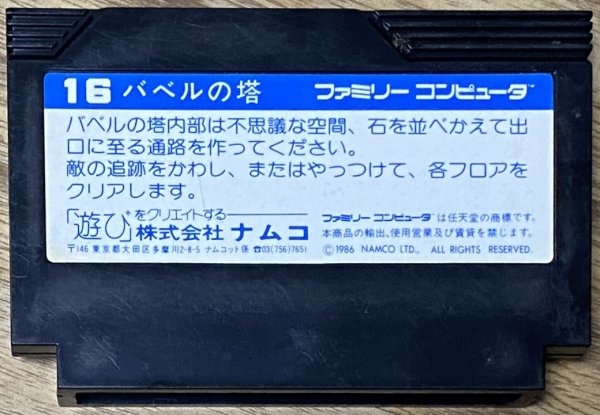 16 バベルの塔 ファミリー コンピュータ™
バベルの塔内部は不思議な空間、石を並べかえて出
口に至る通路を作ってください。
敵の追跡をかわし、またはやっつけて、各フロアを
クリアします。
「遊び」をクリエイトする
株式会社 ナムコ
〒146 東京都大田区多摩川2-8-5 ナムコット係 ☎03(756)7651
ファミリー コンピュータ™は任天堂の商標です。
本商品の輸出、使用営業及び賃貸を禁じます。
©1986 NAMCO LTD., ALL RIGHTS RESERVED.